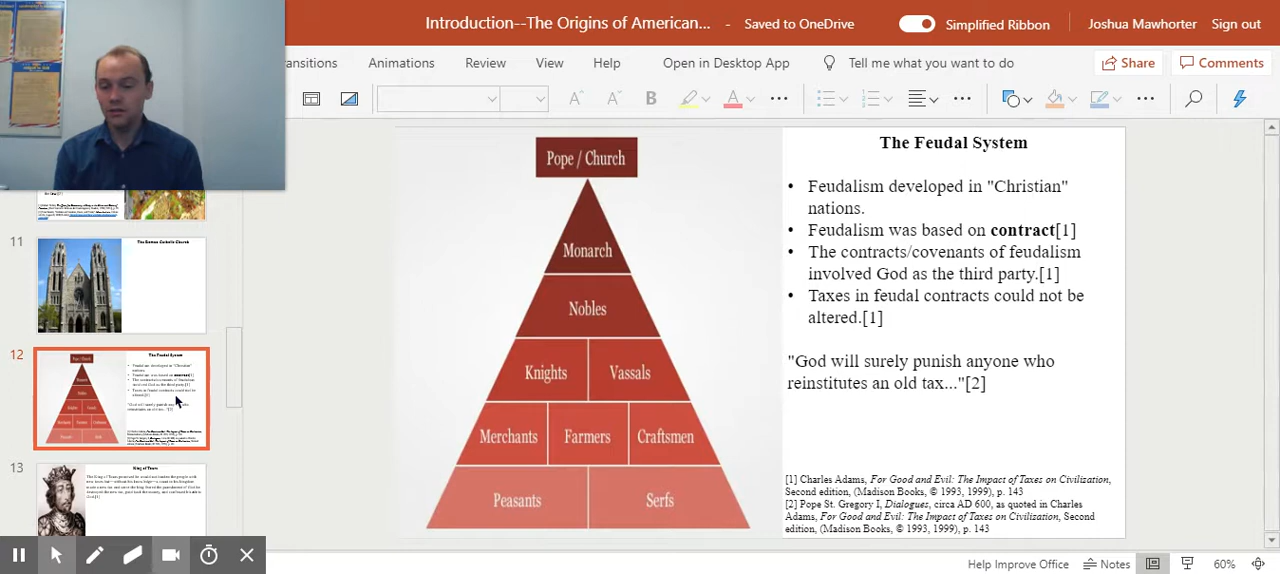 Introduction--The Origins of American...
Saved to OneDrive
Simplified Ribbon
Joshua Mawhorter
Sign out
Animations
Review
View
Help
Open in Desktop App
Tell me what you want to do
Share
Comments
11
The Roman Catholic Church
12
The Feudal System
13
King of Tears
Pope / Church
Monarch
Nobles
Knights
Vassals
Merchants
Farmers
Craftsmen
Peasants
Serfs
The Feudal System
• Feudalism developed in "Christian"
nations.
• Feudalism was based on contract[1]
• The contracts/covenants of feudalism
involved God as the third party.[1]
• Taxes in feudal contracts could not be
altered.[1]
"God will surely punish anyone who
reinstitutes an old tax..."[2]
[1] Charles Adams, For Good and Evil: The Impact of Taxes on Civilization,
Second edition, (Madison Books, © 1993, 1999), p. 143
[2] Pope St. Gregory I, Dialogues, circa AD 600, as quoted in Charles
Adams, For Good and Evil: The Impact of Taxes on Civilization, Second
edition, (Madison Books, © 1993, 1999), p. 143
Help Improve Office
Notes
60%